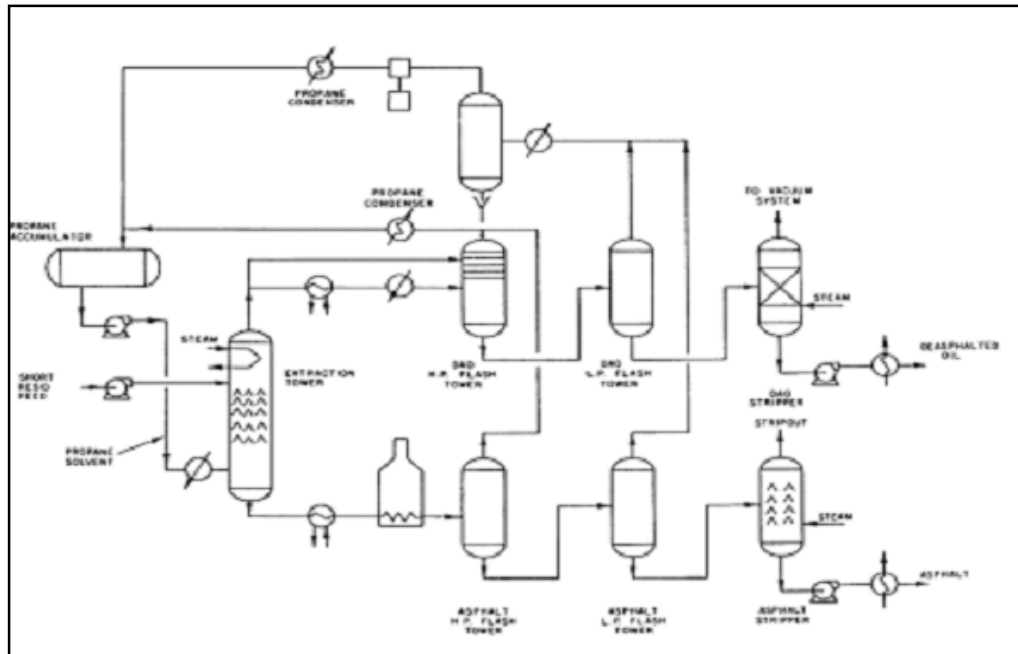 PROPANE
CONDENSER
PROPANE
CONDENSER
TO VACUUM
SYSTEM
PROPANE
ACCUMULATOR
STEAM
STEAM
EXTRACTION
TOWER
SHORT
RESID
FEED
DAO
H.P. FLASH
TOWER
DAO
L.P. FLASH
TOWER
DEASPHALTED
OIL
DAO
STRIPPER
STRIPOUT
PROPANE
SOLVENT
STEAM
ASPHALT
ASPHALT
H.P. FLASH
TOWER
ASPHALT
L.P. FLASH
TOWER
ASPHALT
STRIPPER